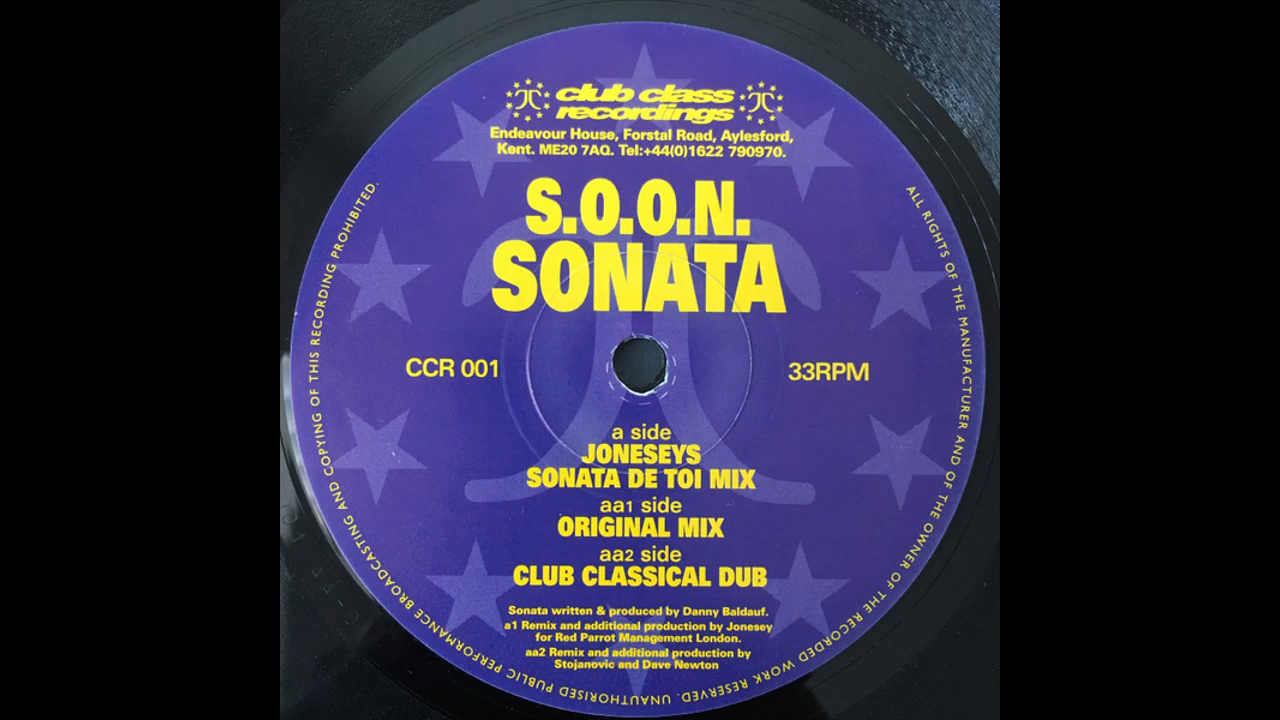 club class
recordings
Endeavour House, Forstal Road, Aylesford,
Kent. ME20 7AQ. Tel:+44(0)1622 790970.
S.O.O.N.
SONATA
CCR 001
33RPM
a side
JONESEYS
SONATA DE TOI MIX
aa1 side
ORIGINAL MIX
aa2 side
CLUB CLASSICAL DUB
Sonata written & produced by Danny Baldauf.
a1 Remix and additional production by Jonesey
for Red Parrot Management London.
aa2 Remix and additional production by
Stojanovic and Dave Newton
ALL RIGHTS OF THE MANUFACTURER AND OF THE OWNER OF THE RECORDED WORK RESERVED. UNAUTHORISED PUBLIC PERFORMANCE BROADCASTING AND COPYING OF THIS RECORDING PROHIBITED.